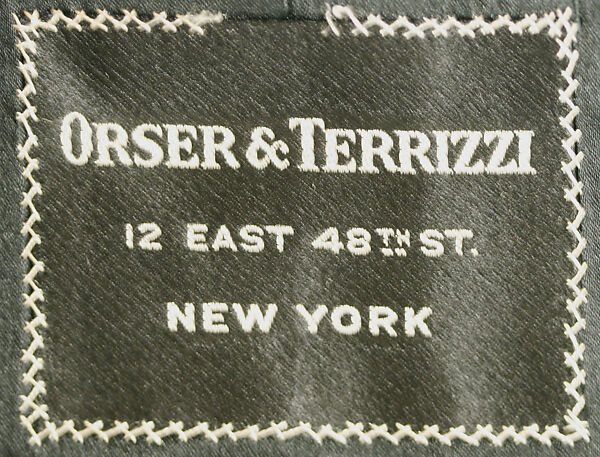 ORSER & TERRIZZI
12 EAST 48TH ST.
NEW YORK